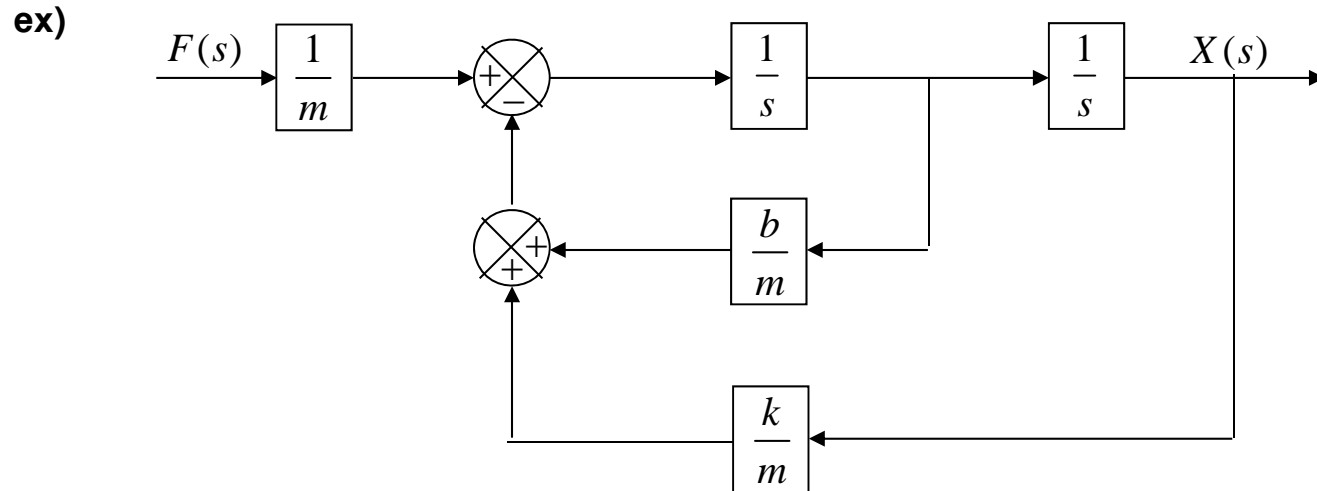 ex)
F(s) 1/m + − 1/s 1/s X(s)
+ + b/m
k/m